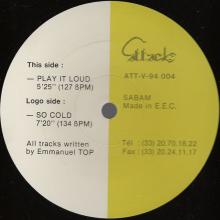 Attack
ATT-V-94 004
This side :
– PLAY IT LOUD
5'25" (127 BPM)
Logo side :
– SO COLD
7'20" (134 BPM)
All tracks written
by Emmanuel TOP
SABAM
Made in E.E.C.
Tél : (33) 20.70.18.22
Fax : (33) 20.24.11.17